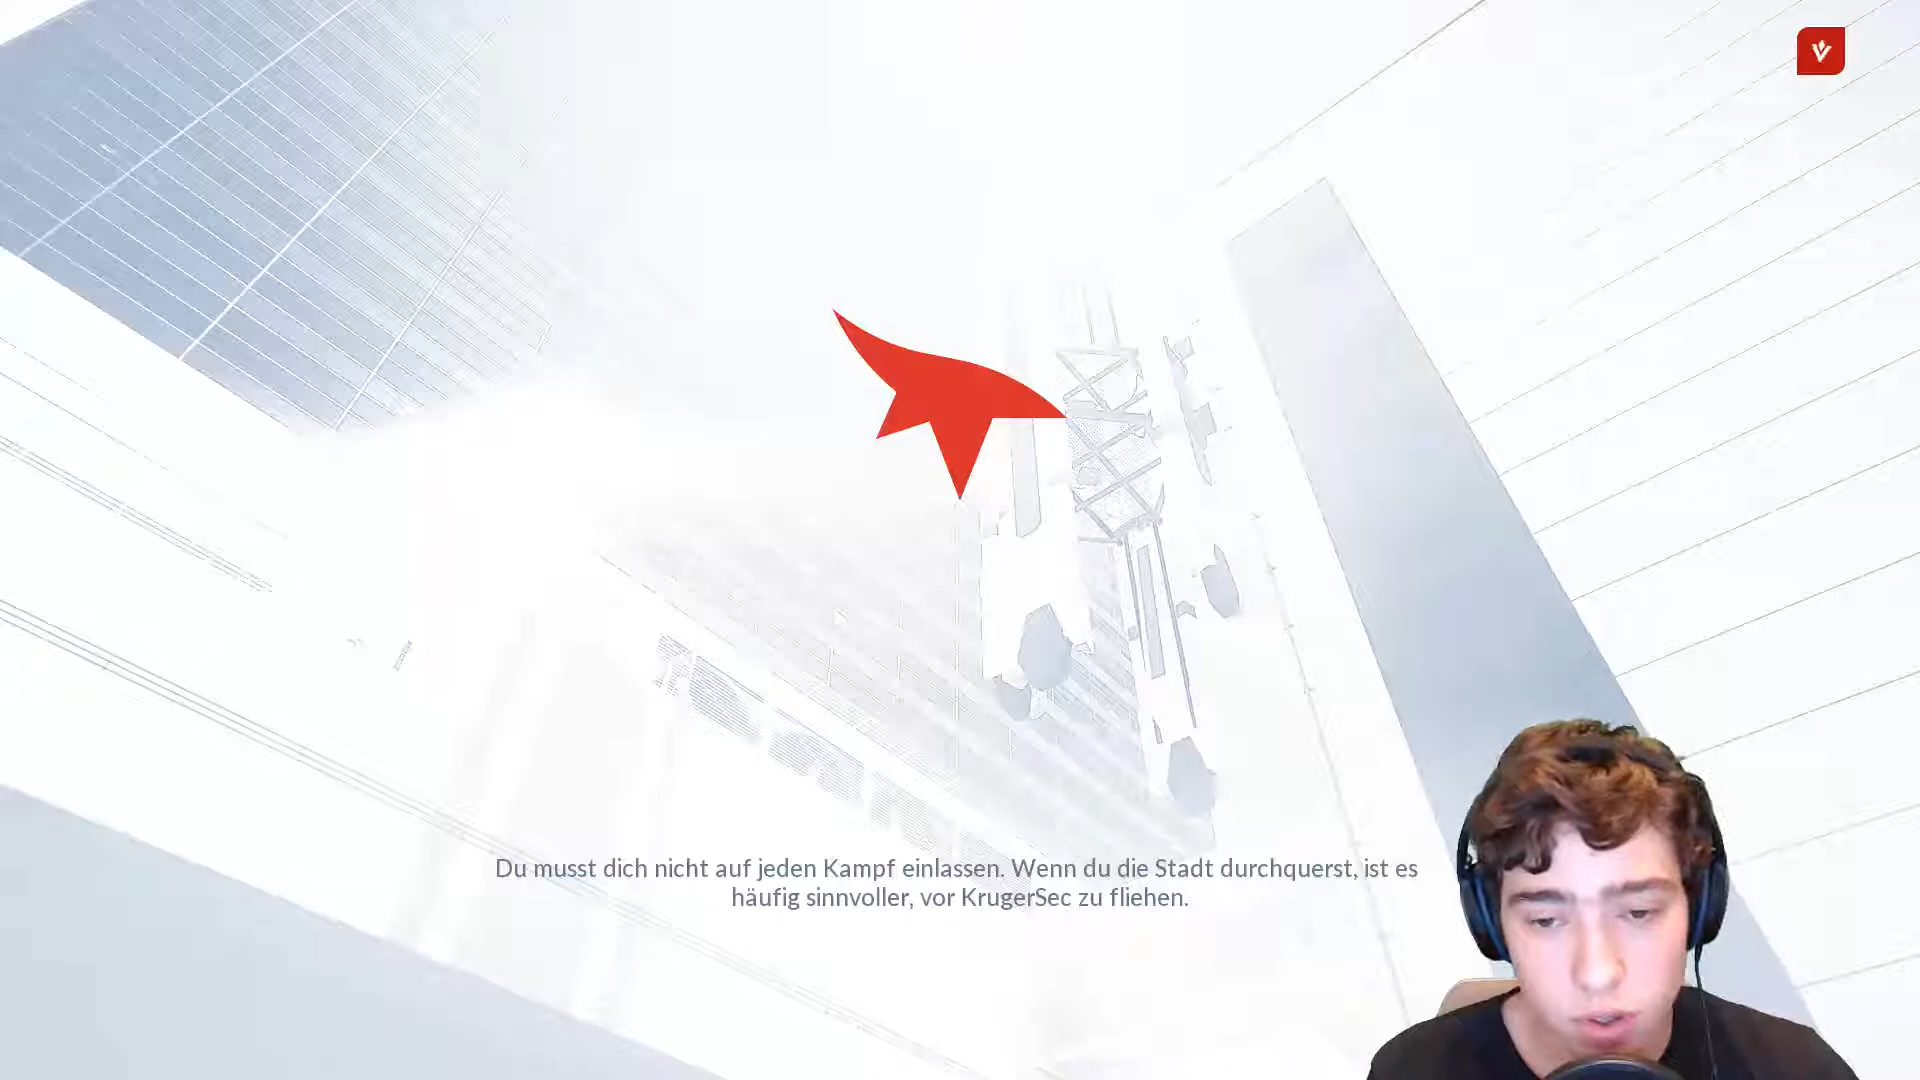 Du musst dich nicht auf jeden Kampf einlassen. Wenn du die Stadt durchquerst, ist es
häufig sinnvoller, vor KrugerSec zu fliehen.